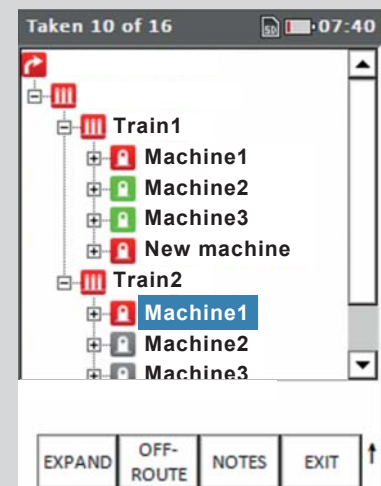 Taken 10 of 16 SD 07:40
Train1
Machine1
Machine2
Machine3
New machine
Train2
Machine1
Machine2
Machine3
EXPAND OFF-ROUTE NOTES EXIT